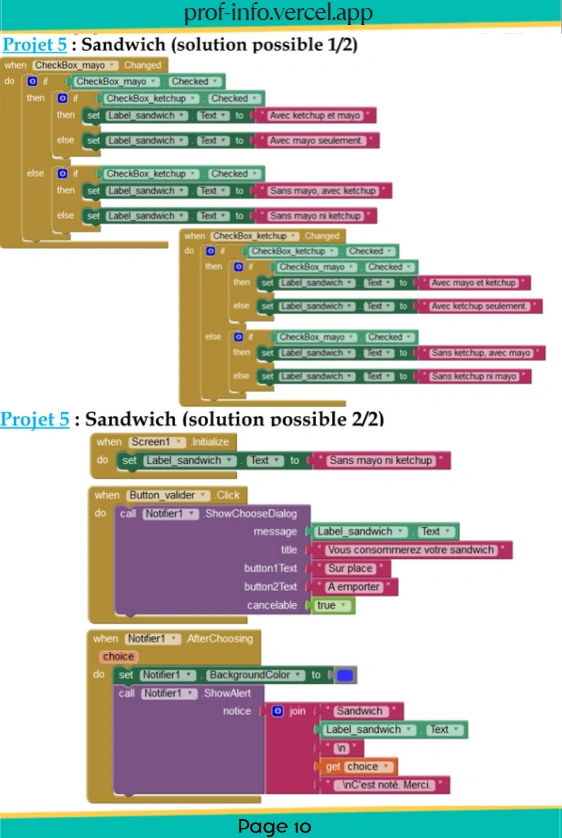 prof-info.vercel.app
Projet 5 : Sandwich (solution possible 1/2)
when CheckBox_mayo .Changed
do if CheckBox_mayo . Checked
then if CheckBox_ketchup . Checked
then set Label_sandwich . Text to " Avec ketchup et mayo "
else set Label_sandwich . Text to " Avec mayo seulement. "
else if CheckBox_ketchup . Checked
then set Label_sandwich . Text to " Sans mayo, avec ketchup "
else set Label_sandwich . Text to " Sans mayo ni ketchup "
when CheckBox_ketchup .Changed
do if CheckBox_ketchup . Checked
then if CheckBox_mayo . Checked
then set Label_sandwich . Text to " Avec mayo et ketchup "
else set Label_sandwich . Text to " Avec ketchup seulement. "
else if CheckBox_mayo . Checked
then set Label_sandwich . Text to " Sans ketchup, avec mayo "
else set Label_sandwich . Text to " Sans ketchup ni mayo "
Projet 5 : Sandwich (solution possible 2/2)
when Screen1 .Initialize
do set Label_sandwich . Text to " Sans mayo ni ketchup "
when Button_valider .Click
do call Notifier1 .ShowChooseDialog
message Label_sandwich . Text
title " Vous consommerez votre sandwich "
button1Text " Sur place "
button2Text " A emporter "
cancelable true
when Notifier1 .AfterChoosing
choice
do set Notifier1 . BackgroundColor to
call Notifier1 .ShowAlert
notice join " Sandwich "
Label_sandwich . Text
" \n "
get choice
" . \nC'est noté. Merci. "
Page 10